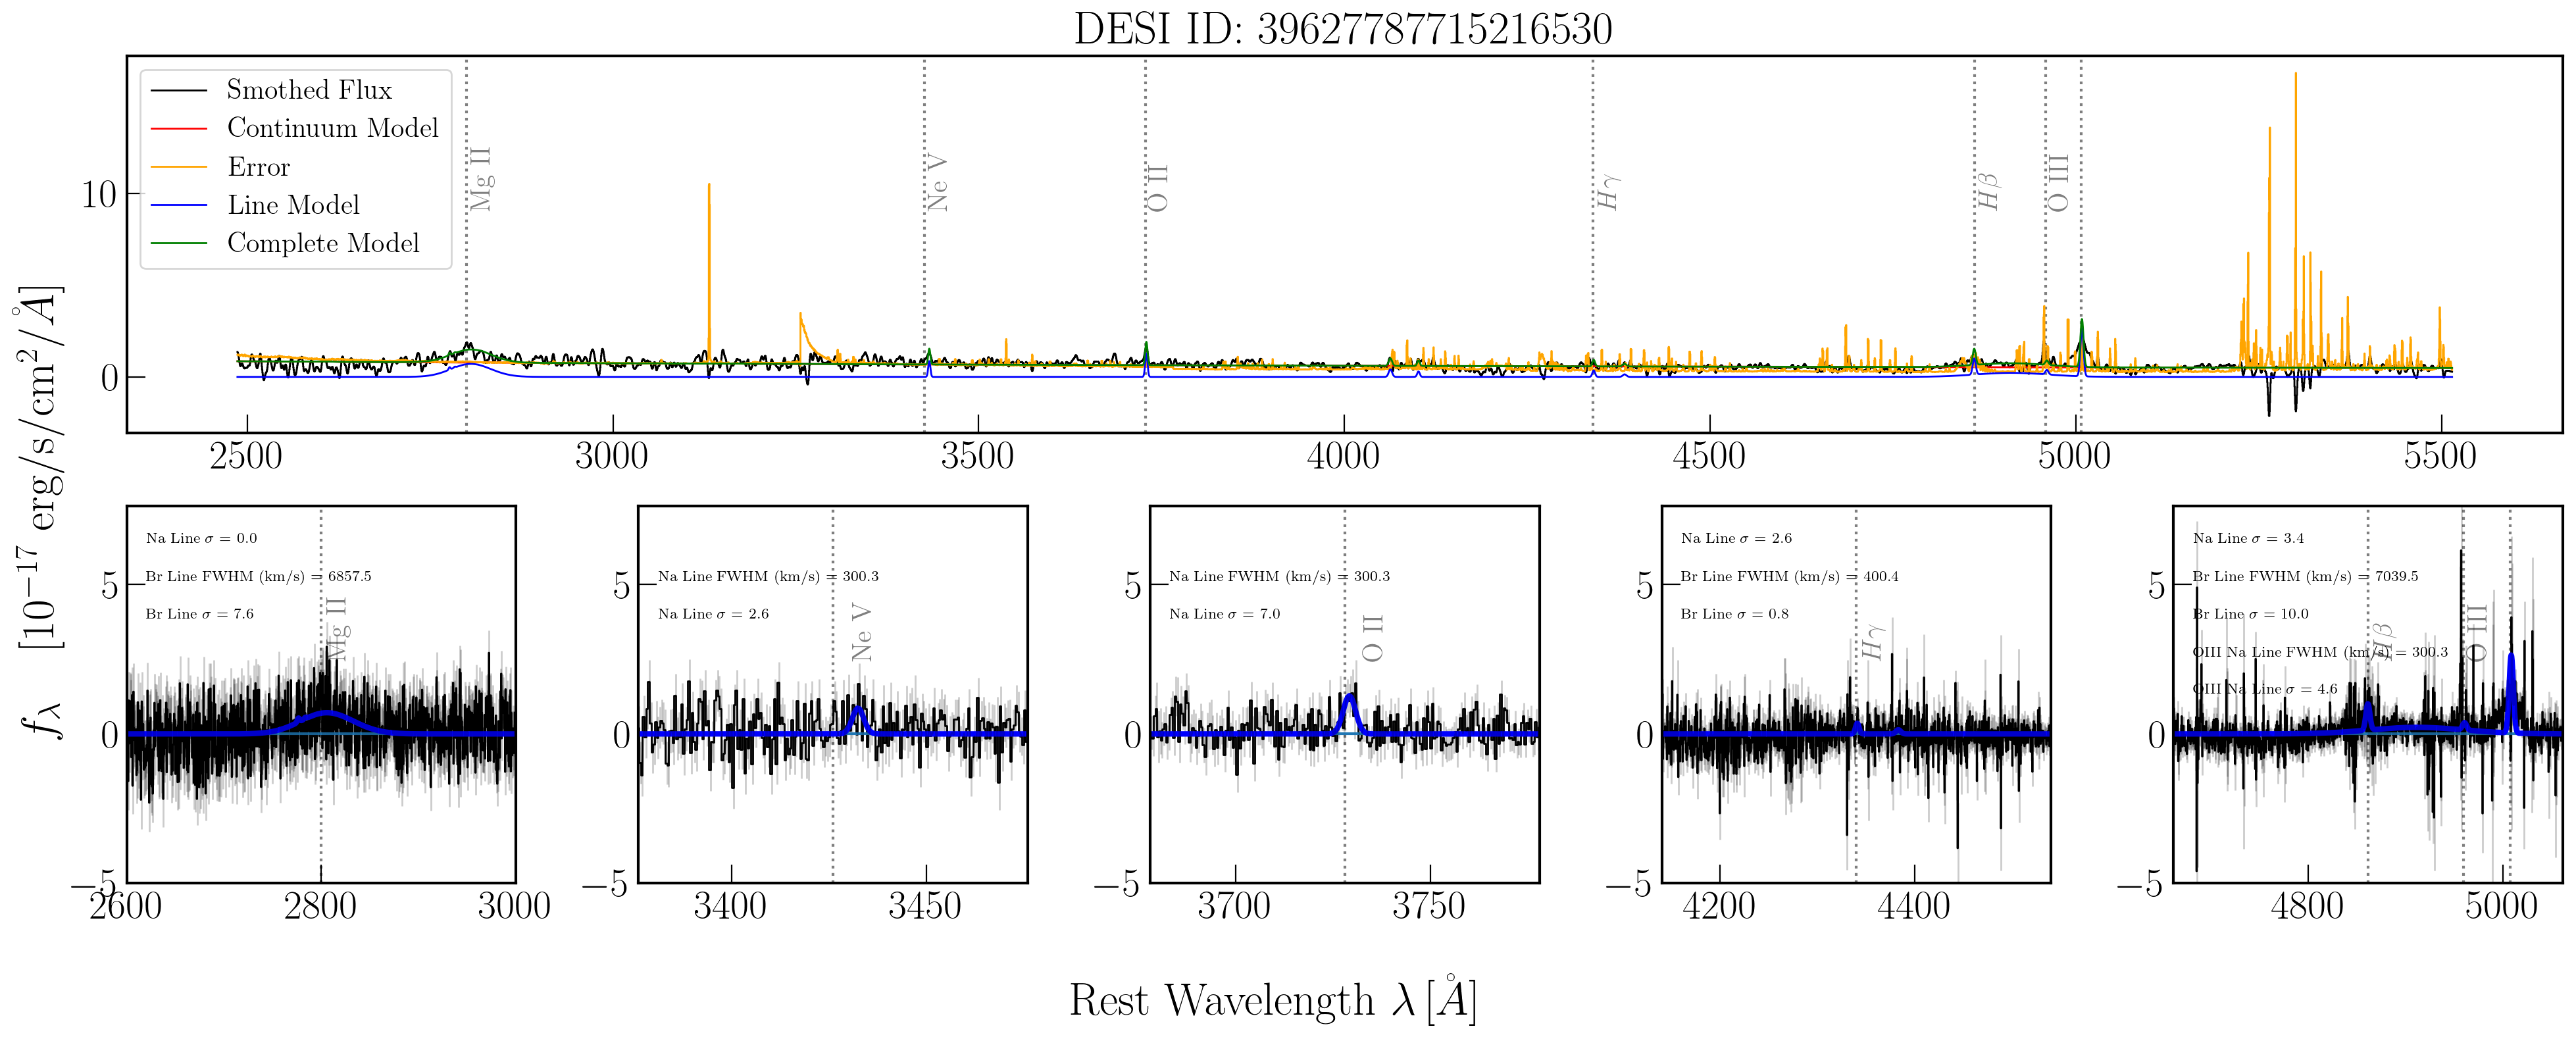 DESI ID: 39627787715216530
Smothed Flux
Continuum Model
Error
Line Model
Complete Model
Mg II
Ne V
O II
Hγ
Hβ
O III
10
0
2500 3000 3500 4000 4500 5000 5500
fλ [10⁻¹⁷ erg/s/cm²/Å]
Na Line σ = 0.0
Br Line FWHM (km/s) = 6857.5
Br Line σ = 7.6
Mg II
5
0
−5
2600 2800 3000
Na Line FWHM (km/s) = 300.3
Na Line σ = 2.6
Ne V
5
0
−5
3400 3450
Na Line FWHM (km/s) = 300.3
Na Line σ = 7.0
O II
5
0
−5
3700 3750
Na Line σ = 2.6
Br Line FWHM (km/s) = 400.4
Br Line σ = 0.8
Hγ
5
0
−5
4200 4400
Na Line σ = 3.4
Br Line FWHM (km/s) = 7039.5
Br Line σ = 10.0
OIII Na Line FWHM (km/s) = 300.3
OIII Na Line σ = 4.6
Hβ
O III
5
0
−5
4800 5000
Rest Wavelength λ [Å]